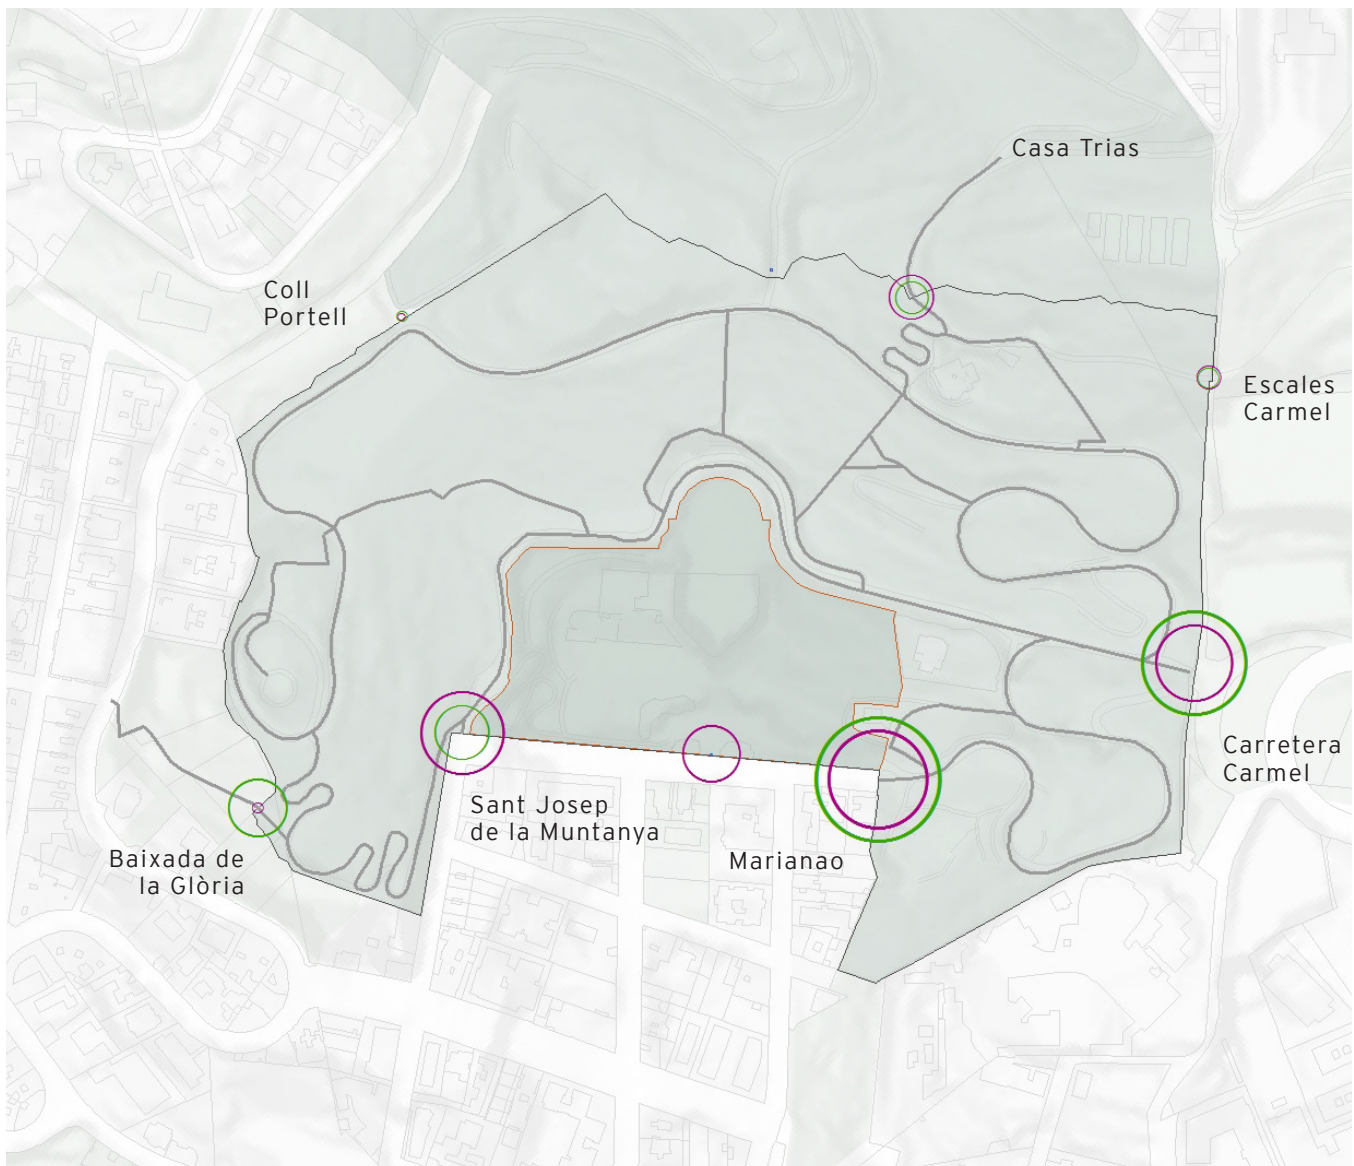 Casa Trias
Coll
Portell
Escales
Carmel
Carretera
Carmel
Sant Josep
de la Muntanya
Marianao
Baixada de
la Glòria